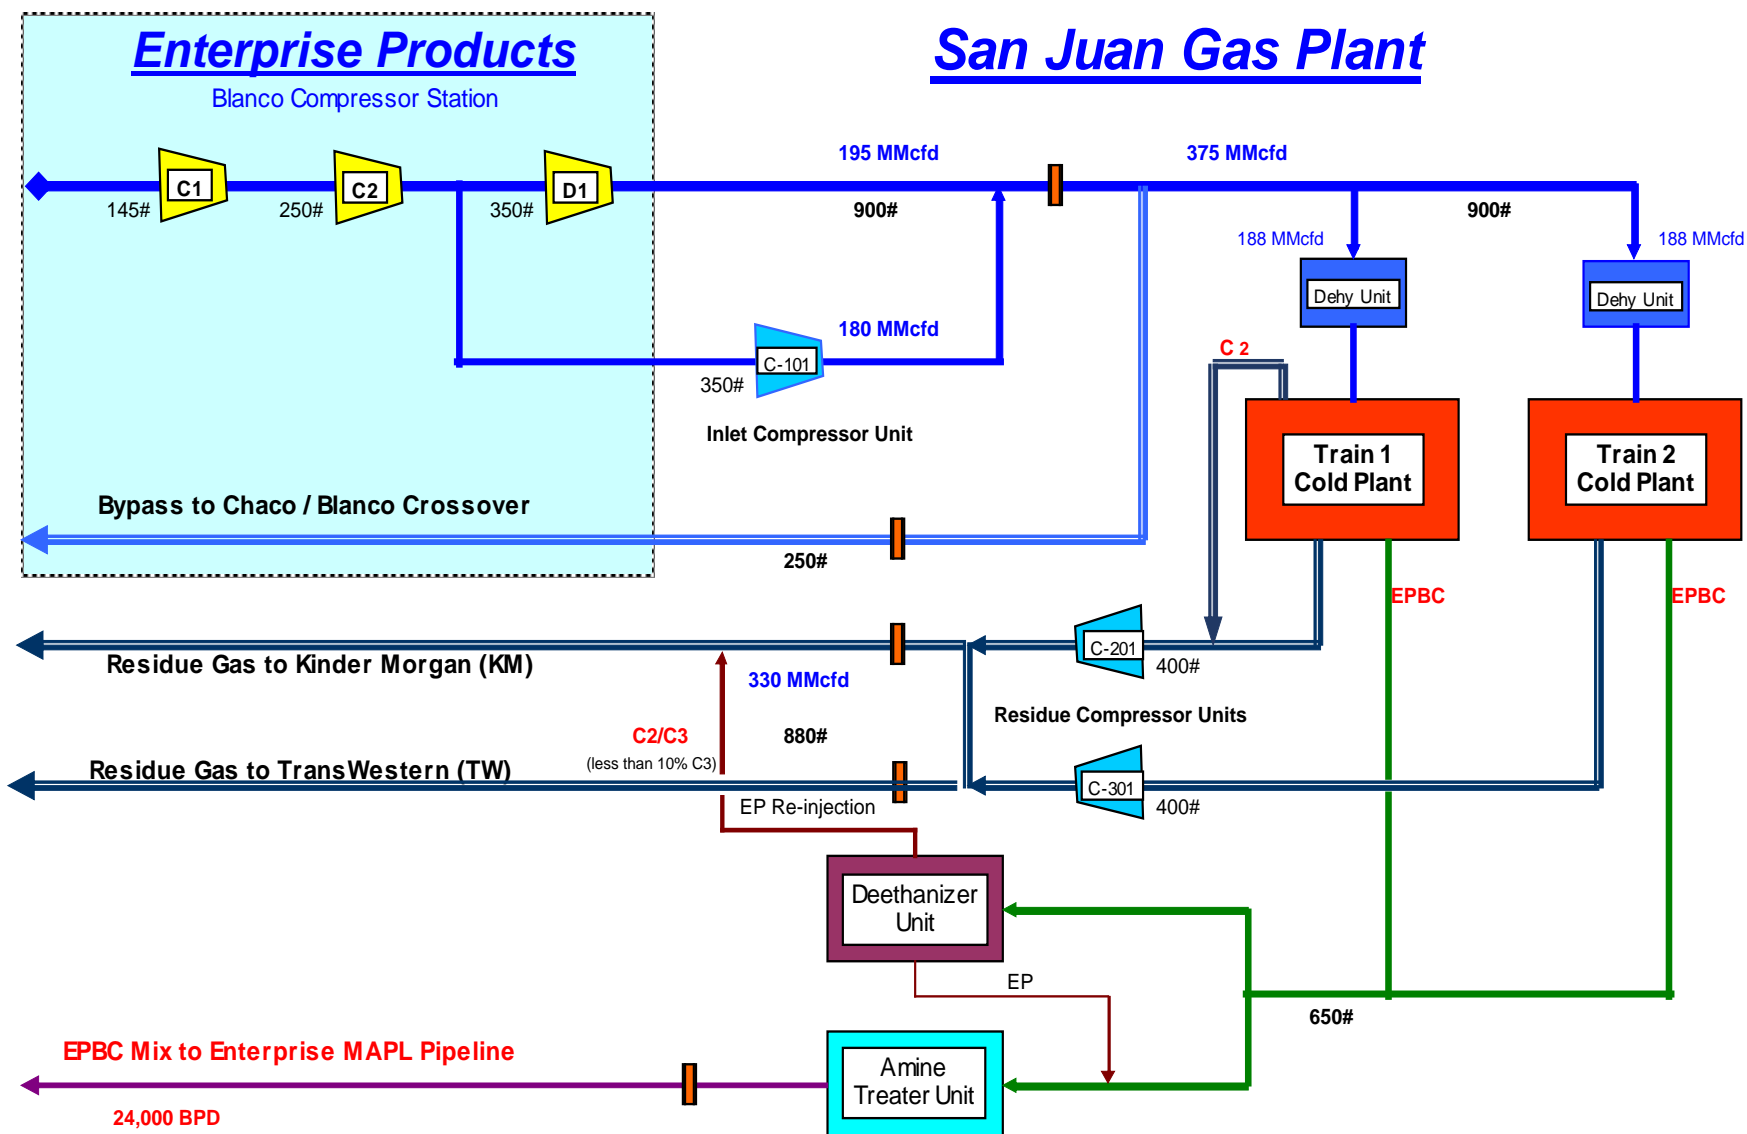 Enterprise Products
San Juan Gas Plant
Blanco Compressor Station
195 MMcfd
375 MMcfd
C1
C2
D1
145#
250#
350#
900#
900#
188 MMcfd
188 MMcfd
Dehy Unit
Dehy Unit
180 MMcfd
C 2
C-101
350#
Inlet Compressor Unit
Train 1
Cold Plant
Train 2
Cold Plant
Bypass to Chaco / Blanco Crossover
250#
EPBC
EPBC
C-201
400#
Residue Gas to Kinder Morgan (KM)
330 MMcfd
Residue Compressor Units
C2/C3
880#
(less than 10% C3)
Residue Gas to TransWestern (TW)
C-301
400#
EP Re-injection
Deethanizer
Unit
EP
650#
EPBC Mix to Enterprise MAPL Pipeline
Amine
Treater Unit
24,000 BPD